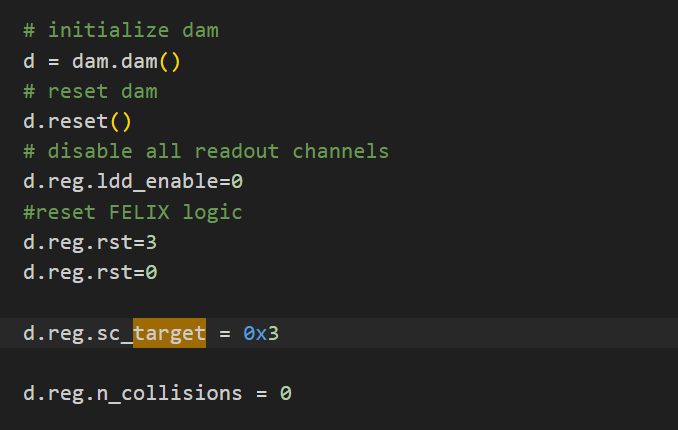 # initialize dam
d = dam.dam()
# reset dam
d.reset()
# disable all readout channels
d.reg.ldd_enable=0
#reset FELIX logic
d.reg.rst=3
d.reg.rst=0
d.reg.sc_target = 0x3
d.reg.n_collisions = 0